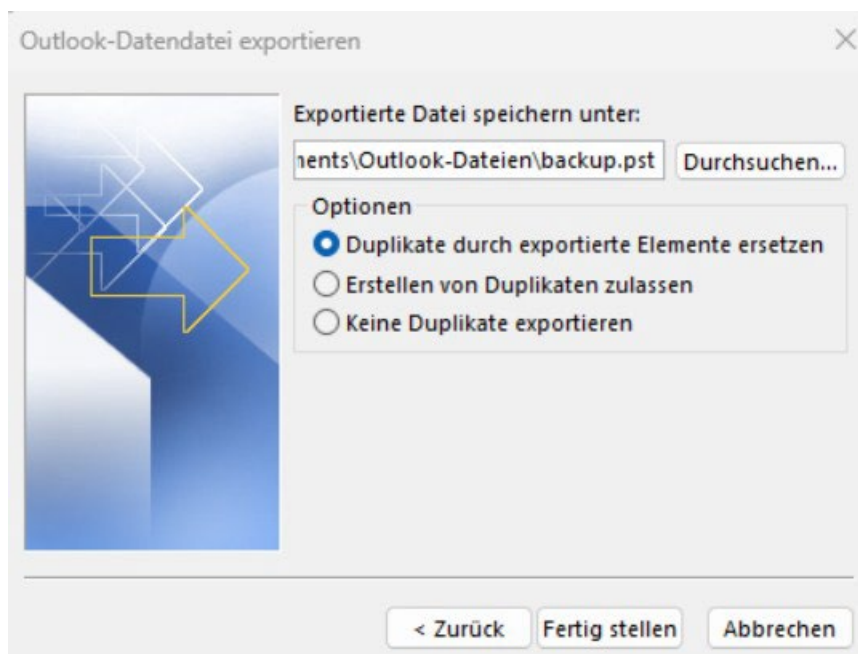 Outlook-Datendatei exportieren
Exportierte Datei speichern unter:
nents\Outlook-Dateien\backup.pst
Durchsuchen...
Optionen
Duplikate durch exportierte Elemente ersetzen
Erstellen von Duplikaten zulassen
Keine Duplikate exportieren
< Zurück
Fertig stellen
Abbrechen